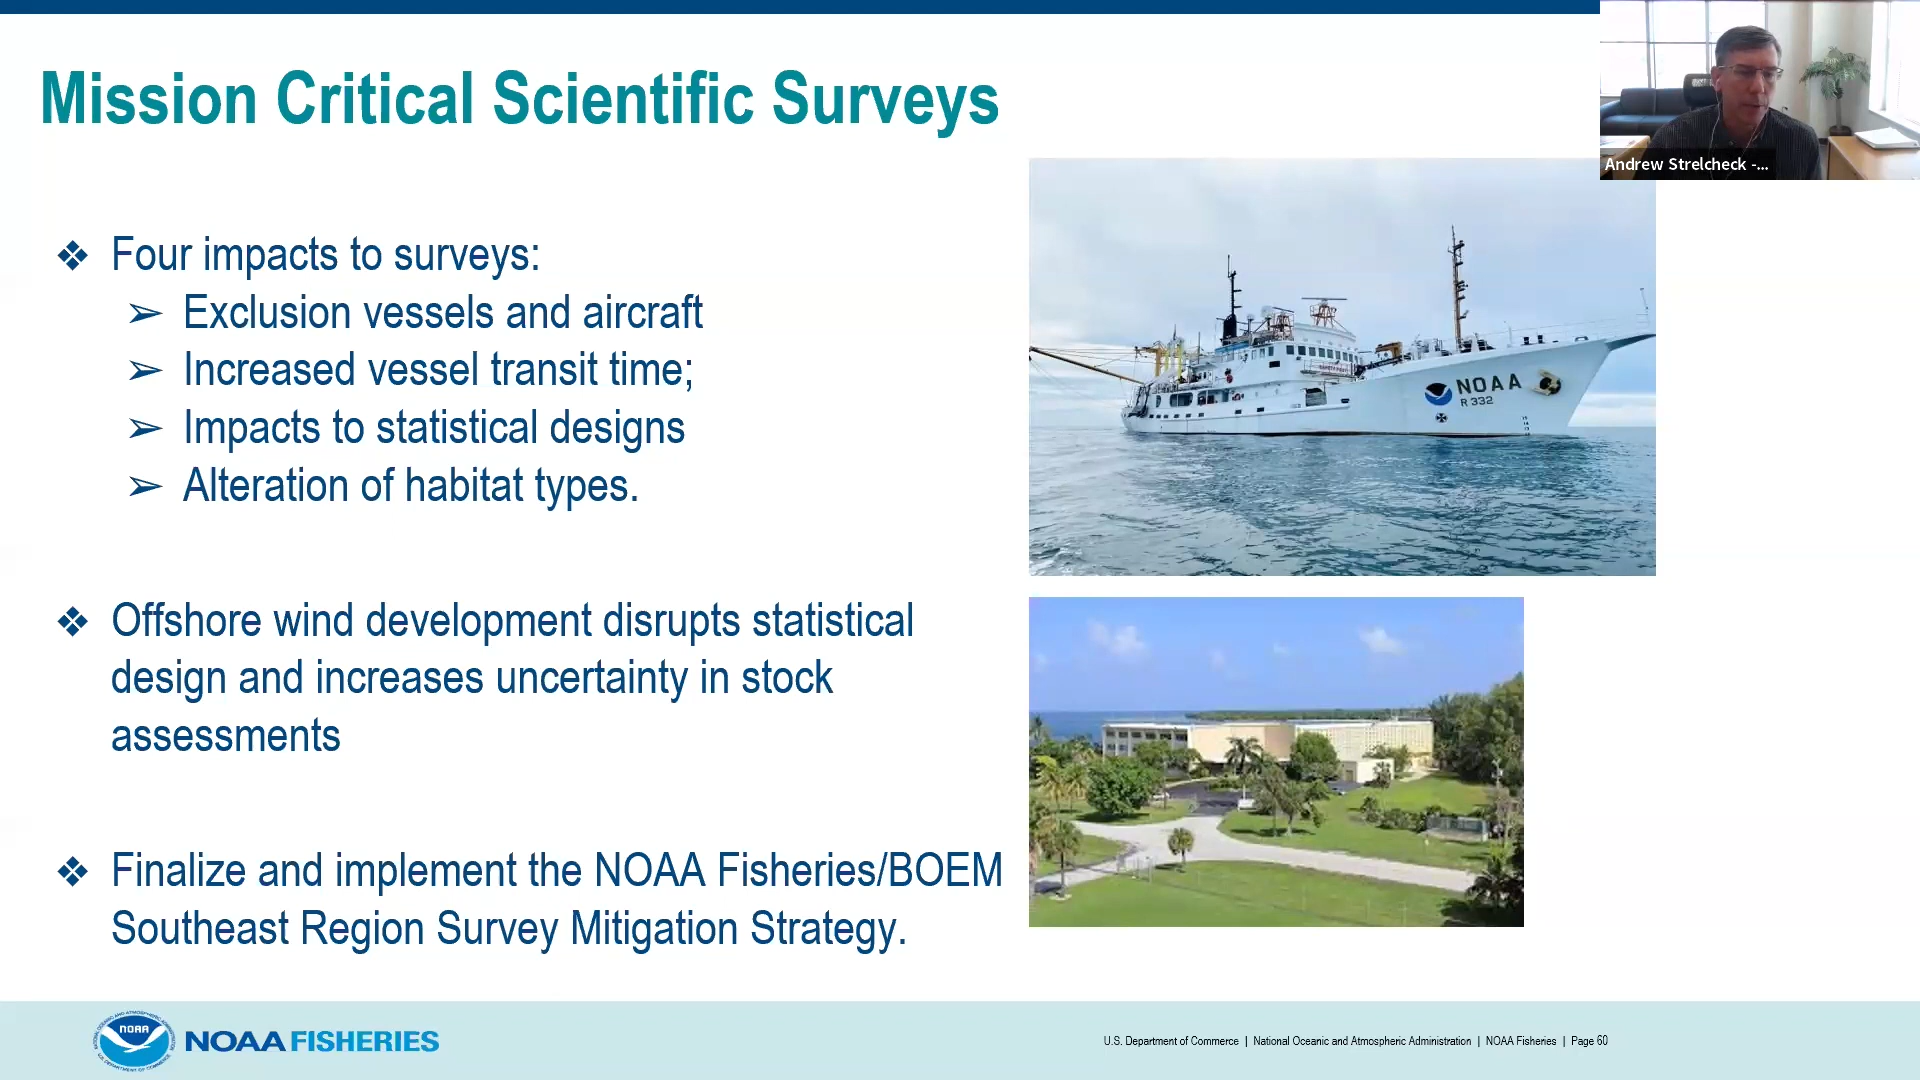 Mission Critical Scientific Surveys
Andrew Strelcheck -...
❖ Four impacts to surveys:
➢ Exclusion vessels and aircraft
➢ Increased vessel transit time;
➢ Impacts to statistical designs
➢ Alteration of habitat types.
NOAA
R 332
❖ Offshore wind development disrupts statistical
design and increases uncertainty in stock
assessments
❖ Finalize and implement the NOAA Fisheries/BOEM
Southeast Region Survey Mitigation Strategy.
NOAA
NOAA FISHERIES
U.S. Department of Commerce | National Oceanic and Atmospheric Administration | NOAA Fisheries | Page 60